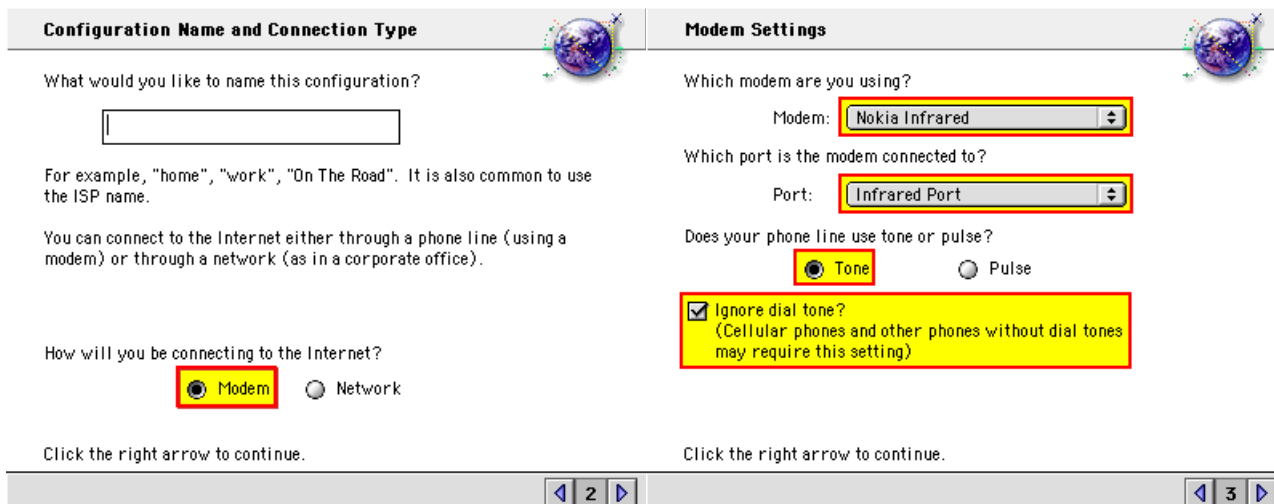 Configuration Name and Connection Type
What would you like to name this configuration?
For example, "home", "work", "On The Road". It is also common to use
the ISP name.
You can connect to the Internet either through a phone line (using a
modem) or through a network (as in a corporate office).
How will you be connecting to the Internet?
Modem Network
Click the right arrow to continue.
2
Modem Settings
Which modem are you using?
Modem: Nokia Infrared
Which port is the modem connected to?
Port: Infrared Port
Does your phone line use tone or pulse?
Tone Pulse
Ignore dial tone?
(Cellular phones and other phones without dial tones
may require this setting)
Click the right arrow to continue.
3